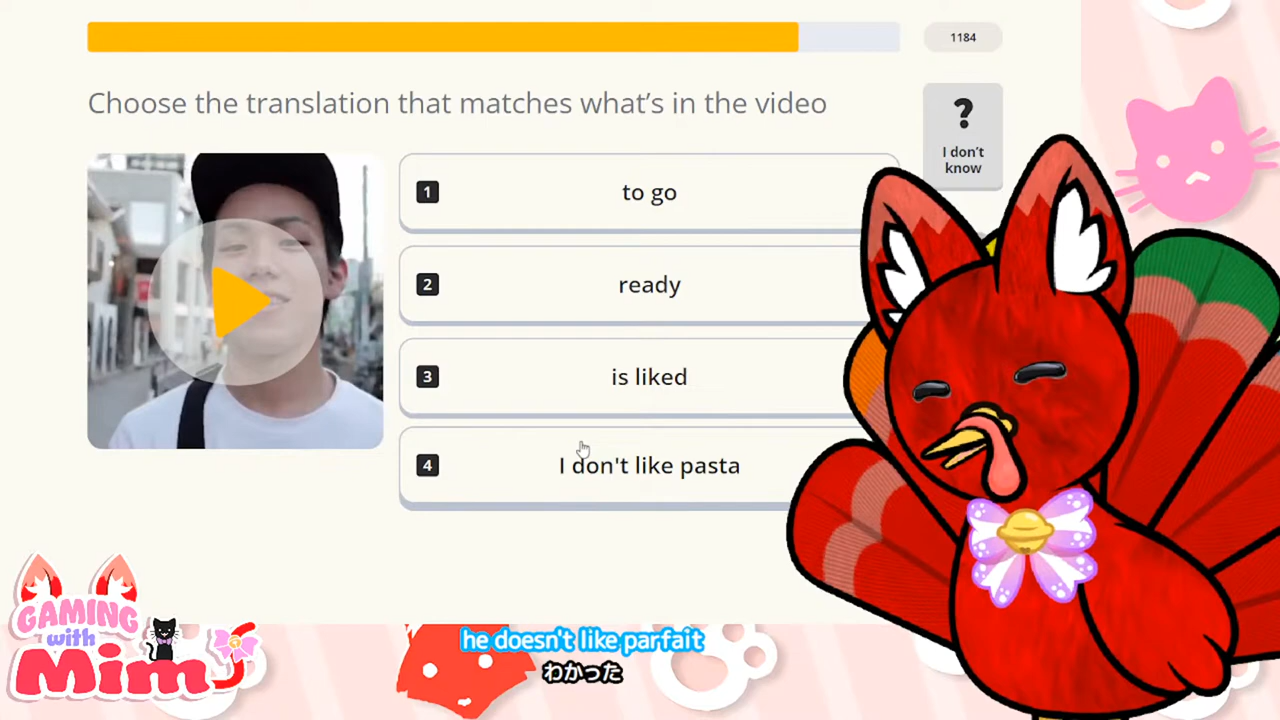 1184
Choose the translation that matches what's in the video
?
I don't
know
1 to go
2 ready
3 is liked
4 I don't like pasta
GAMING
with
Mim
he doesn't like parfait
わかった